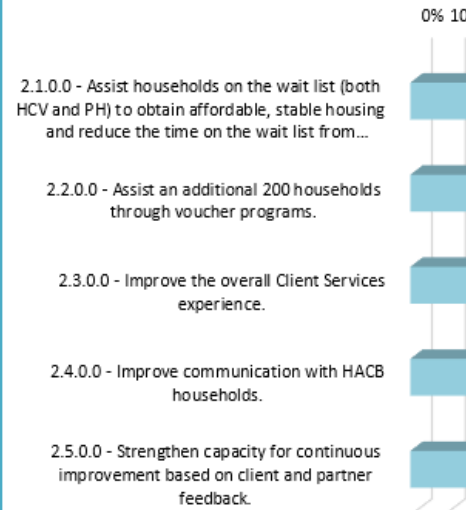 0% 10
2.1.0.0 - Assist households on the wait list (both
HCV and PH) to obtain affordable, stable housing
and reduce the time on the wait list from...
2.2.0.0 - Assist an additional 200 households
through voucher programs.
2.3.0.0 - Improve the overall Client Services
experience.
2.4.0.0 - Improve communication with HACB
households.
2.5.0.0 - Strengthen capacity for continuous
improvement based on client and partner
feedback.